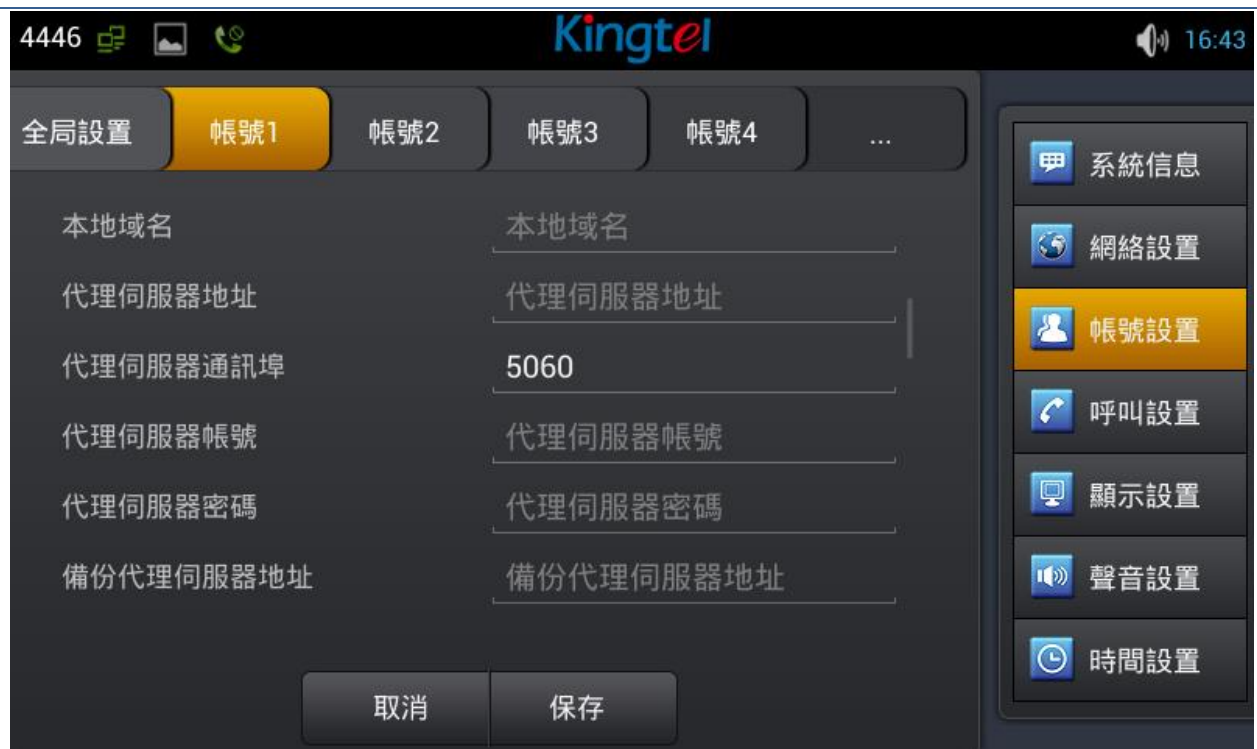 4446
Kingtel
16:43
全局設置 帳號1 帳號2 帳號3 帳號4 ...
本地域名 本地域名
代理伺服器地址 代理伺服器地址
代理伺服器通訊埠 5060
代理伺服器帳號 代理伺服器帳號
代理伺服器密碼 代理伺服器密碼
備份代理伺服器地址 備份代理伺服器地址
取消 保存
系統信息
網絡設置
帳號設置
呼叫設置
顯示設置
聲音設置
時間設置